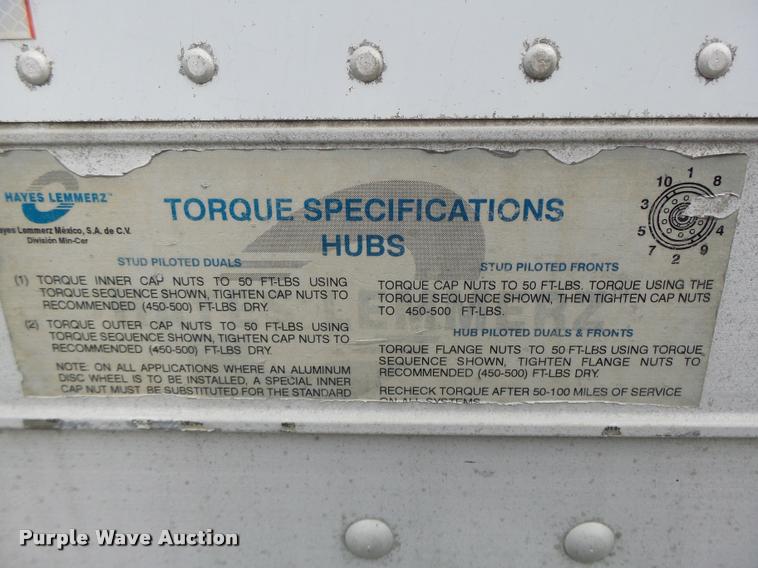 HAYES LEMMERZ™
ayes Lemmerz México, S.A. de C.V.
División Min-Cer
TORQUE SPECIFICATIONS
HUBS
1
10 8
3
5 4
7 9
2
STUD PILOTED DUALS
(1) TORQUE INNER CAP NUTS TO 50 FT-LBS USING
TORQUE SEQUENCE SHOWN, TIGHTEN CAP NUTS TO
RECOMMENDED (450-500) FT-LBS DRY.
(2) TORQUE OUTER CAP NUTS TO 50 FT-LBS USING
TORQUE SEQUENCE SHOWN, TIGHTEN CAP NUTS TO
RECOMMENDED (450-500) FT-LBS DRY.
NOTE: ON ALL APPLICATIONS WHERE AN ALUMINUM
DISC WHEEL IS TO BE INSTALLED, A SPECIAL INNER
CAP NUT MUST BE SUBSTITUTED FOR THE STANDARD
STUD PILOTED FRONTS
TORQUE CAP NUTS TO 50 FT-LBS. TORQUE USING THE
TORQUE SEQUENCE SHOWN, THEN TIGHTEN CAP NUTS
TO 450-500 FT-LBS.
LEMMERZ
HUB PILOTED DUALS & FRONTS
TORQUE FLANGE NUTS TO 50 FT-LBS USING TORQUE
SEQUENCE SHOWN, TIGHTEN FLANGE NUTS TO
RECOMMENDED (450-500) FT-LBS DRY.
RECHECK TORQUE AFTER 50-100 MILES OF SERVICE
ON ALL SYSTEMS
Purple Wave Auction